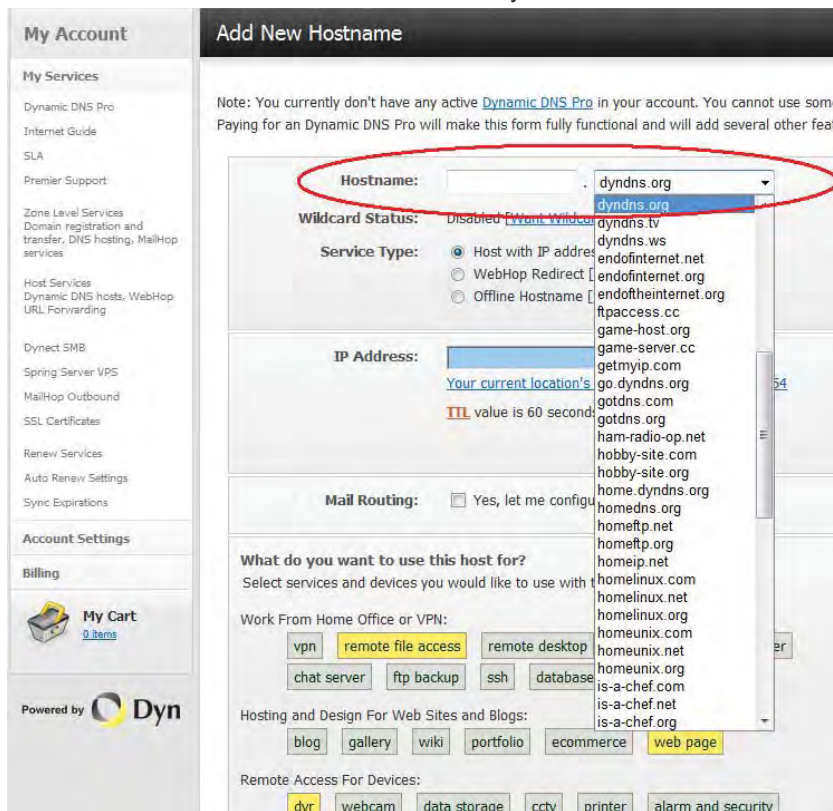 My Account
My Services
Dynamic DNS Pro
Internet Guide
SLA
Premier Support
Zone Level Services
Domain registration and
transfer, DNS hosting, MailHop
services
Host Services
Dynamic DNS hosts, WebHop
URL Forwarding
Dynect SMB
Spring Server VPS
MailHop Outbound
SSL Certificates
Renew Services
Auto Renew Settings
Sync Expirations
Account Settings
Billing
My Cart
0 items
Powered by Dyn
Add New Hostname
Note: You currently don't have any active Dynamic DNS Pro in your account. You cannot use som
Paying for an Dynamic DNS Pro will make this form fully functional and will add several other feat
Hostname: . dyndns.org
Wildcard Status: Disabled [Want Wildcar
Service Type: Host with IP addres
WebHop Redirect [
Offline Hostname [
IP Address:
Your current location's 54
TTL value is 60 seconds
Mail Routing: Yes, let me configu
dyndns.org
dyndns.tv
dyndns.ws
endofinternet.net
endofinternet.org
endoftheinternet.org
ftpaccess.cc
game-host.org
game-server.cc
getmyip.com
go.dyndns.org
gotdns.com
gotdns.org
ham-radio-op.net
hobby-site.com
hobby-site.org
home.dyndns.org
homedns.org
homeftp.net
homeftp.org
homeip.net
homelinux.com
homelinux.net
homelinux.org
homeunix.com
homeunix.net
homeunix.org
is-a-chef.com
is-a-chef.net
is-a-chef.org
What do you want to use this host for?
Select services and devices you would like to use with t
Work From Home Office or VPN:
vpn remote file access remote desktop er
chat server ftp backup ssh database
Hosting and Design For Web Sites and Blogs:
blog gallery wiki portfolio ecommerce web page
Remote Access For Devices:
dvr webcam data storage cctv printer alarm and security